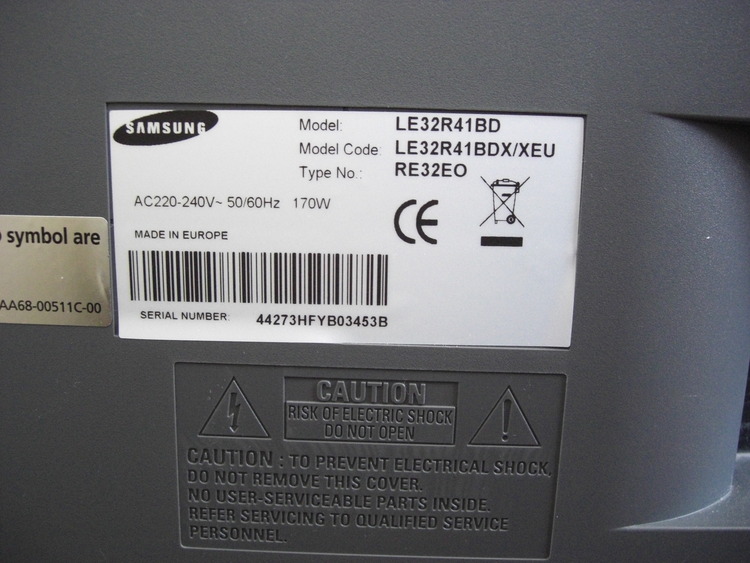 SAMSUNG
Model: LE32R41BD
Model Code: LE32R41BDX/XEU
Type No.: RE32EO
AC220-240V~ 50/60Hz 170W
MADE IN EUROPE
SERIAL NUMBER: 44273HFYB03453B
symbol are
AA68-00511C-00
CAUTION
RISK OF ELECTRIC SHOCK
DO NOT OPEN
CAUTION : TO PREVENT ELECTRICAL SHOCK,
DO NOT REMOVE THIS COVER.
NO USER-SERVICEABLE PARTS INSIDE.
REFER SERVICING TO QUALIFIED SERVICE
PERSONNEL.